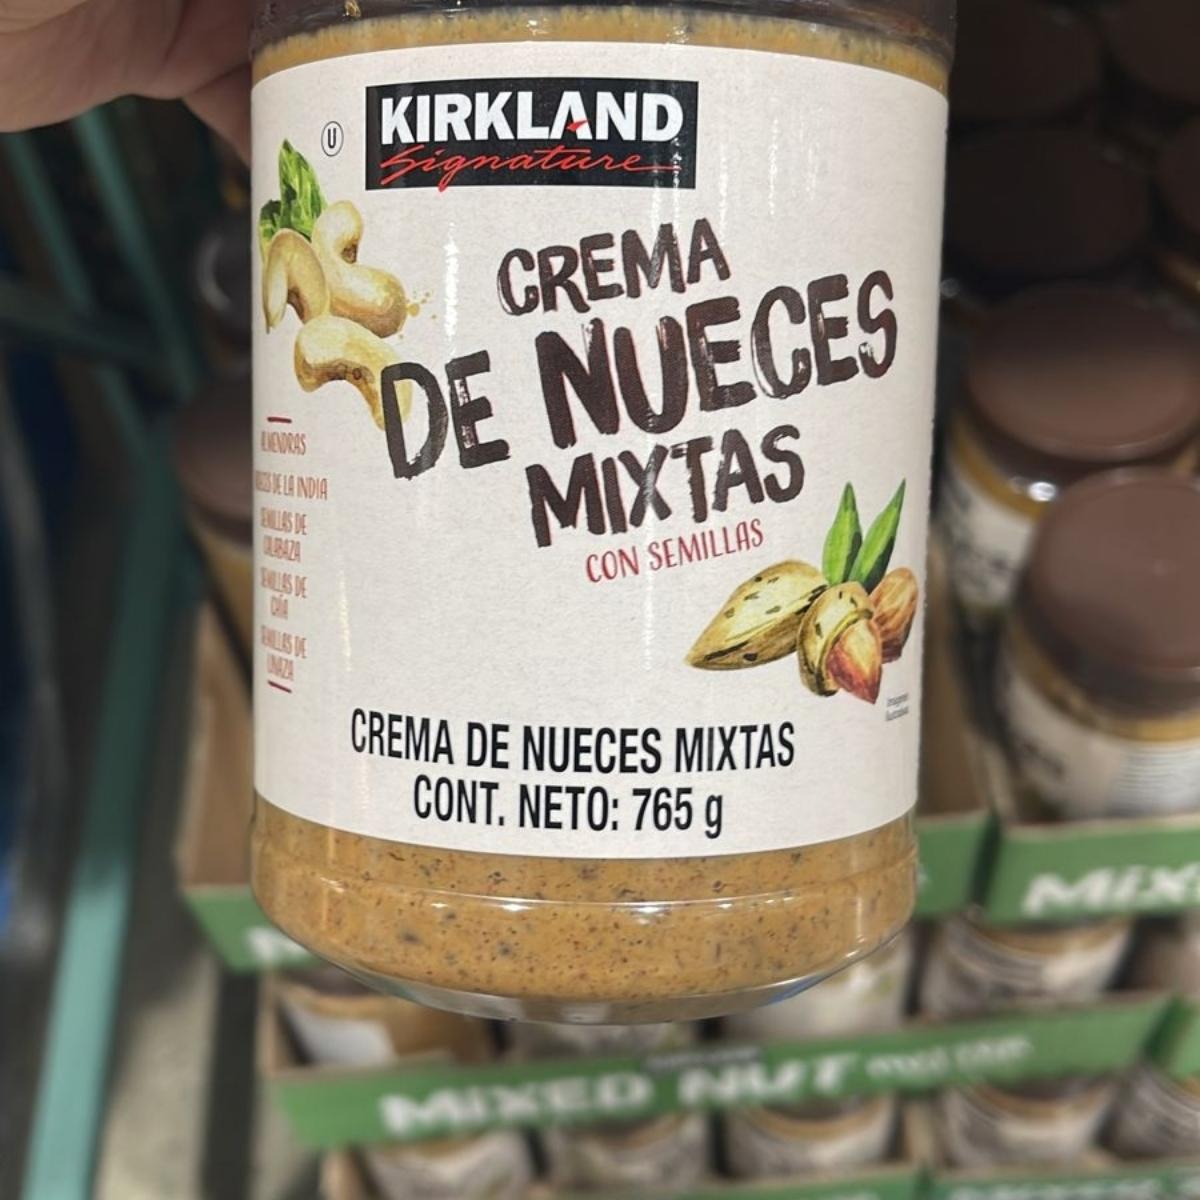 U
KIRKLAND
Signature
CREMA
DE NUECES
MIXTAS
CON SEMILLAS
ALMENDRAS
DE LA INDIA
SEMILLAS DE
CALABAZA
SEMILLAS DE
CHÍA
SEMILLAS DE
LINAZA
CREMA DE NUECES MIXTAS
CONT. NETO: 765 g
MIXED NUT